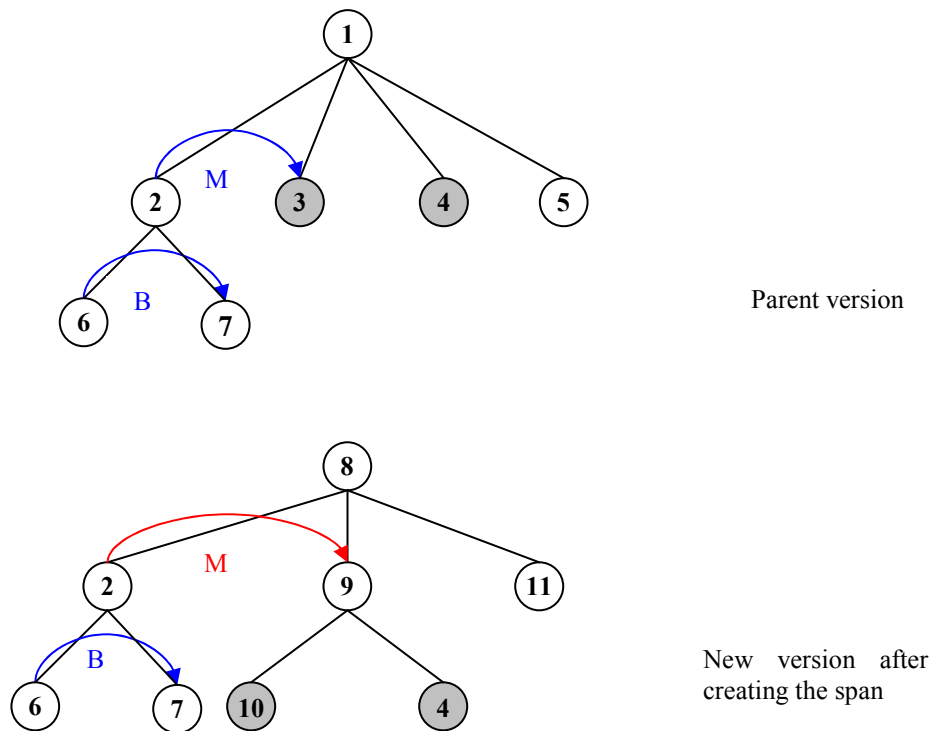 1
M
2 3 4 5
B
6 7
Parent version
8
M
2 9 11
B
6 7 10 4
New version after
creating the span